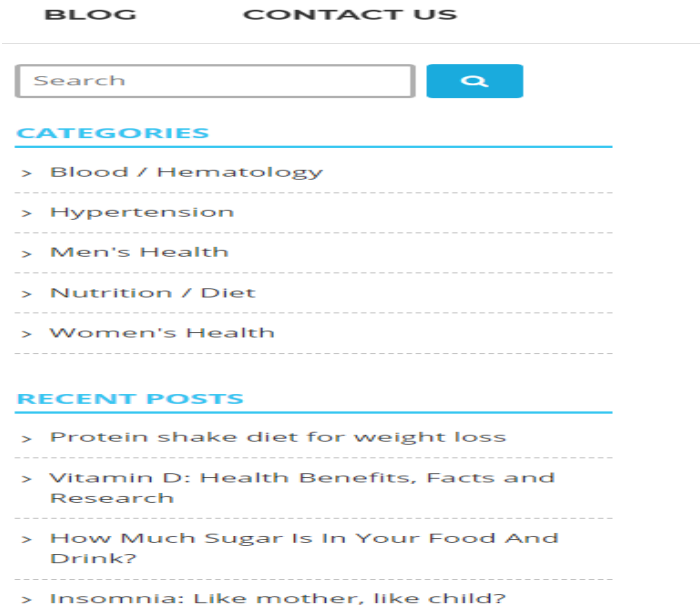 BLOG CONTACT US
Search
CATEGORIES
> Blood / Hematology
> Hypertension
> Men's Health
> Nutrition / Diet
> Women's Health
RECENT POSTS
> Protein shake diet for weight loss
> Vitamin D: Health Benefits, Facts and
Research
> How Much Sugar Is In Your Food And
Drink?
> Insomnia: Like mother, like child?